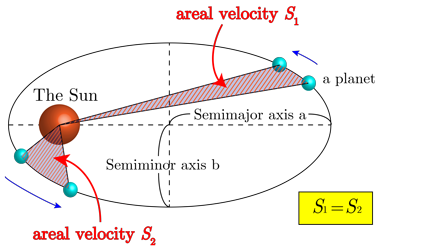 areal velocity S₁
a planet
The Sun
Semimajor axis a
Semiminor axis b
S₁=S₂
areal velocity S₂